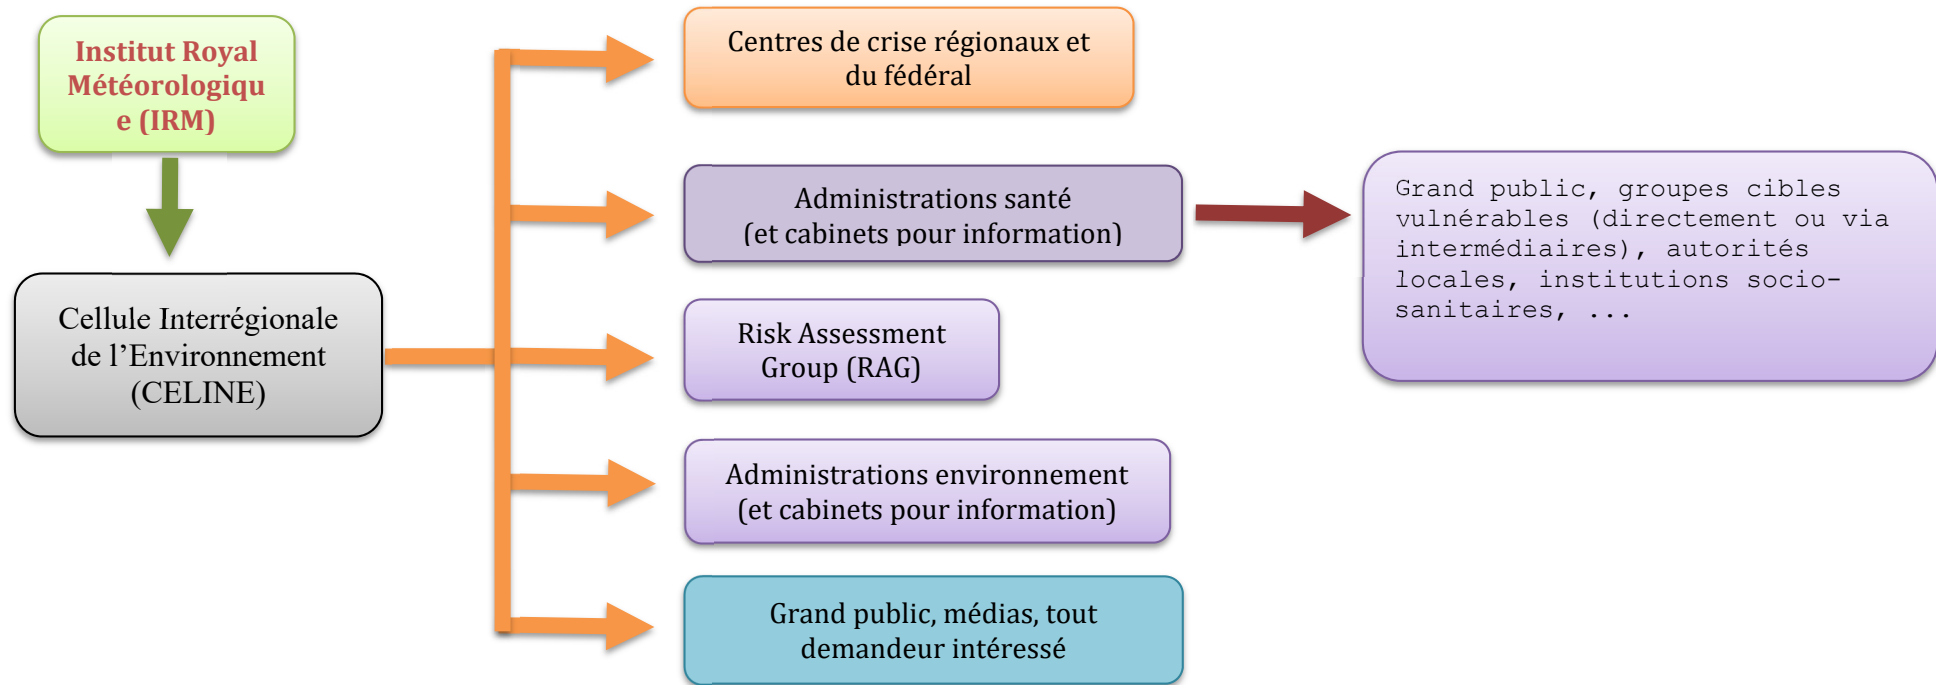 Institut Royal
Météorologiqu
e (IRM)
Cellule Interrégionale
de l’Environnement
(CELINE)
Centres de crise régionaux et
du fédéral
Administrations santé
(et cabinets pour information)
Risk Assessment
Group (RAG)
Administrations environnement
(et cabinets pour information)
Grand public, médias, tout
demandeur intéressé
Grand public, groupes cibles
vulnérables (directement ou via
intermédiaires), autorités
locales, institutions socio-
sanitaires, ...